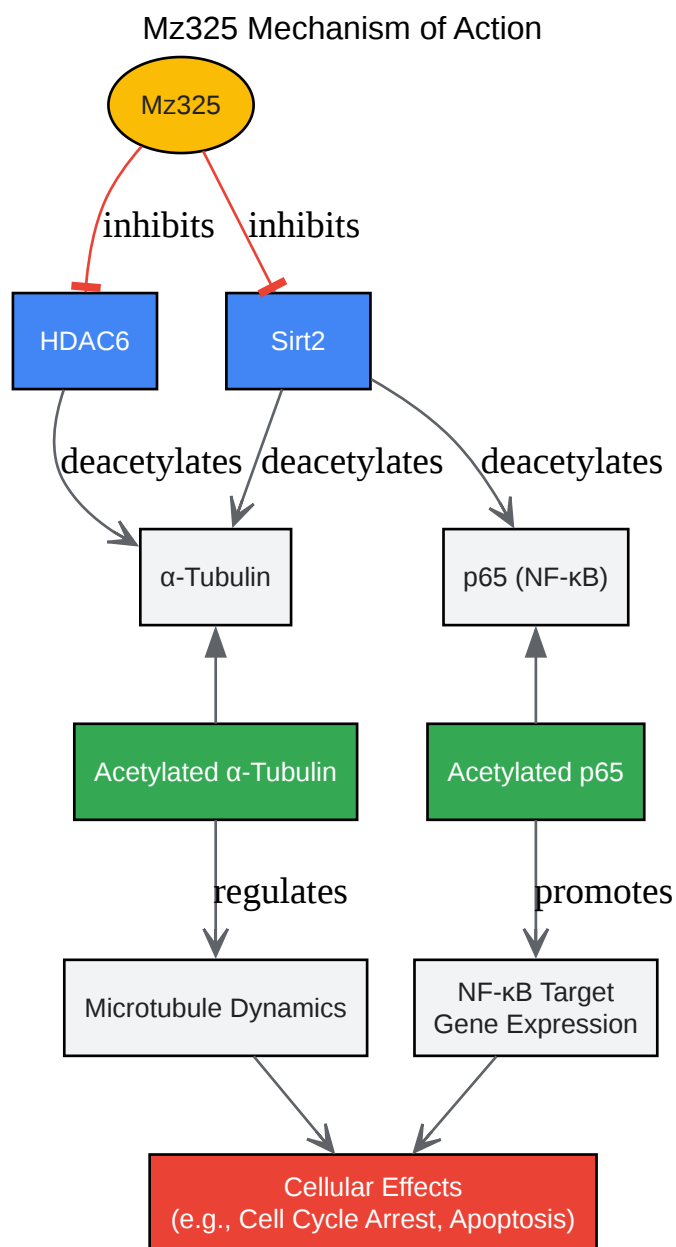 Mz325 Mechanism of Action
Mz325
inhibits
inhibits
HDAC6
Sirt2
deacetylates
deacetylates
deacetylates
α-Tubulin
p65 (NF-κB)
Acetylated α-Tubulin
Acetylated p65
regulates
promotes
Microtubule Dynamics
NF-κB Target
Gene Expression
Cellular Effects
(e.g., Cell Cycle Arrest, Apoptosis)